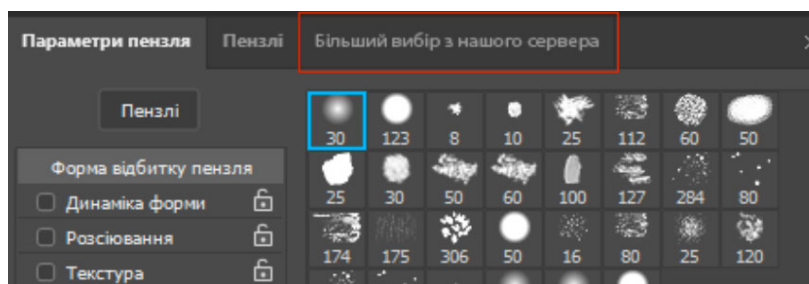 Параметри пензля Пензлі Більший вибір з нашого сервера
Пензлі
30 123 8 10 25 112 60 50
Форма відбитку пензля
25 30 50 60 100 127 284 80
Динаміка форми
Розсіювання
174 175 306 50 16 80 25 120
Текстура